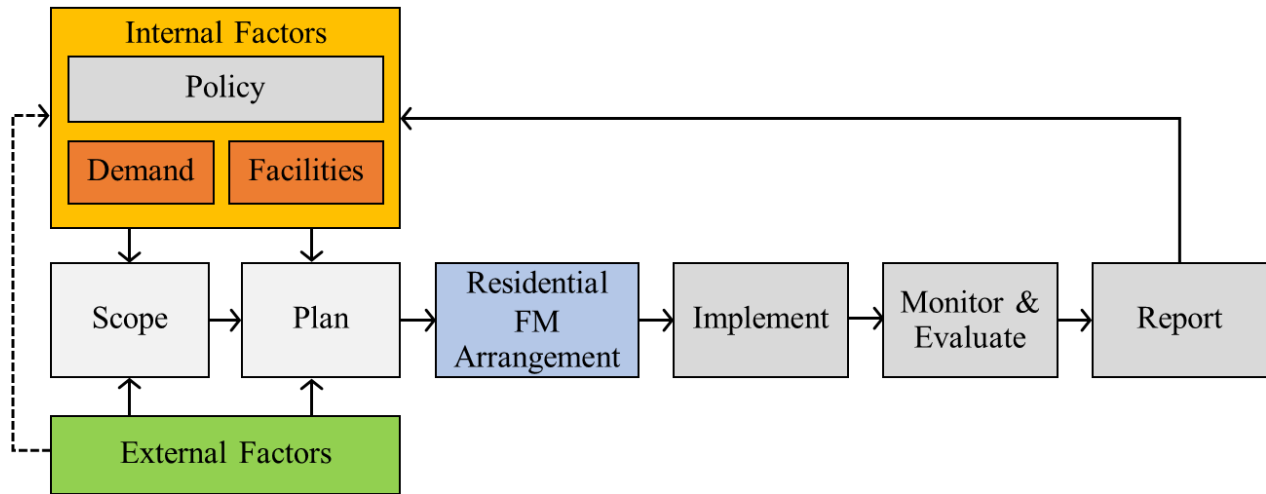 Internal Factors
Policy
Demand
Facilities
Scope
Plan
Residential
FM
Arrangement
Implement
Monitor &
Evaluate
Report
External Factors